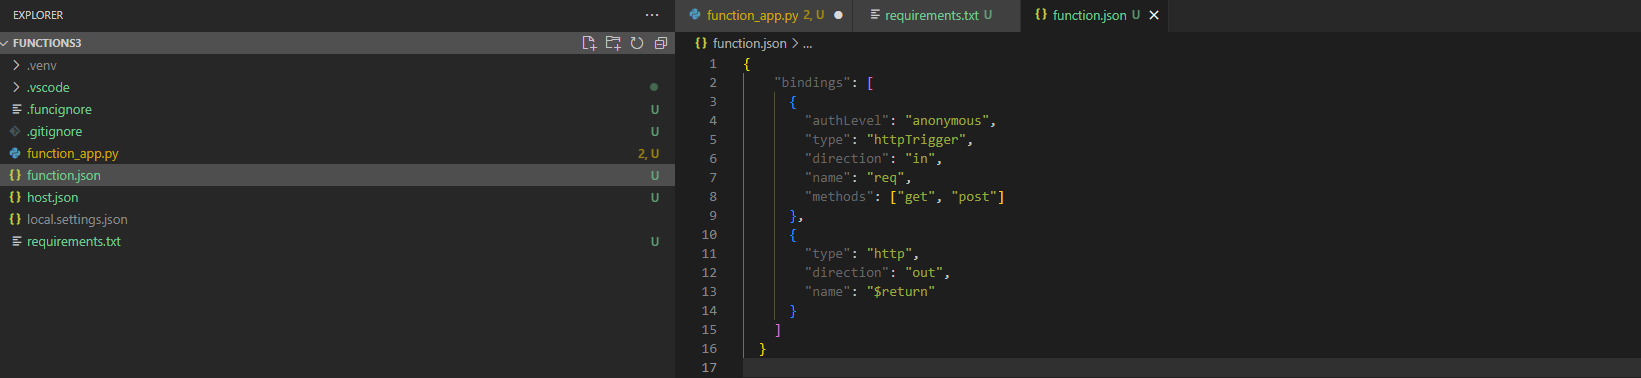 EXPLORER ...
FUNCTIONS3
.venv
.vscode
.funcignore U
.gitignore U
function_app.py 2, U
function.json U
host.json U
local.settings.json
requirements.txt U
function_app.py 2, U
requirements.txt U
function.json U
function.json > ...
1 {
2 "bindings": [
3 {
4 "authLevel": "anonymous",
5 "type": "httpTrigger",
6 "direction": "in",
7 "name": "req",
8 "methods": ["get", "post"]
9 },
10 {
11 "type": "http",
12 "direction": "out",
13 "name": "$return"
14 }
15 ]
16 }
17